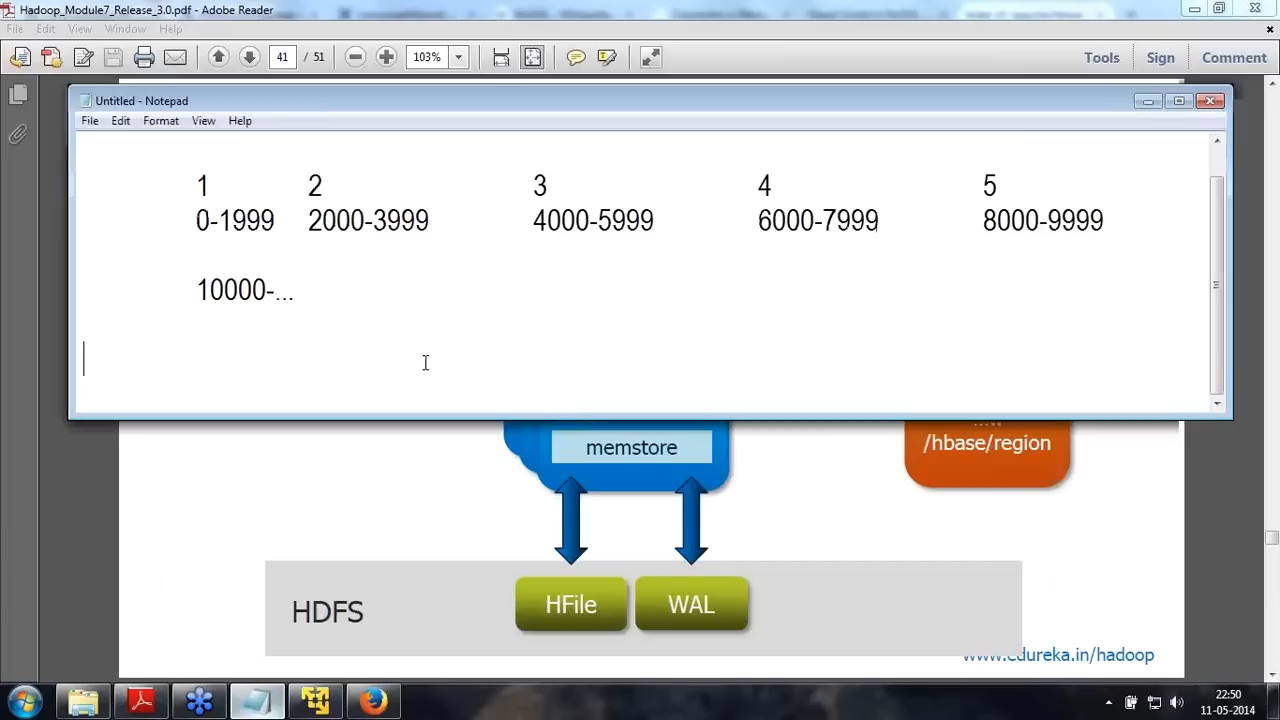 Hadoop_Module7_Release_3.0.pdf - Adobe Reader
File Edit View Window Help
41 / 51 103% Tools Sign Comment
Untitled - Notepad
File Edit Format View Help
1 2 3 4 5
0-1999 2000-3999 4000-5999 6000-7999 8000-9999
10000-...
memstore
/hbase/region
HDFS
HFile
WAL
www.edureka.in/hadoop
22:50
11-05-2014